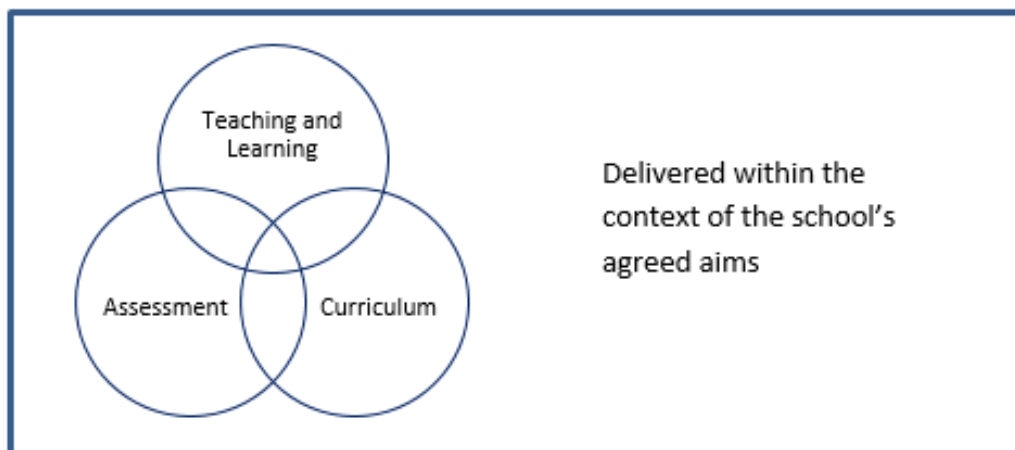 Teaching and
Learning
Assessment
Curriculum
Delivered within the
context of the school’s
agreed aims